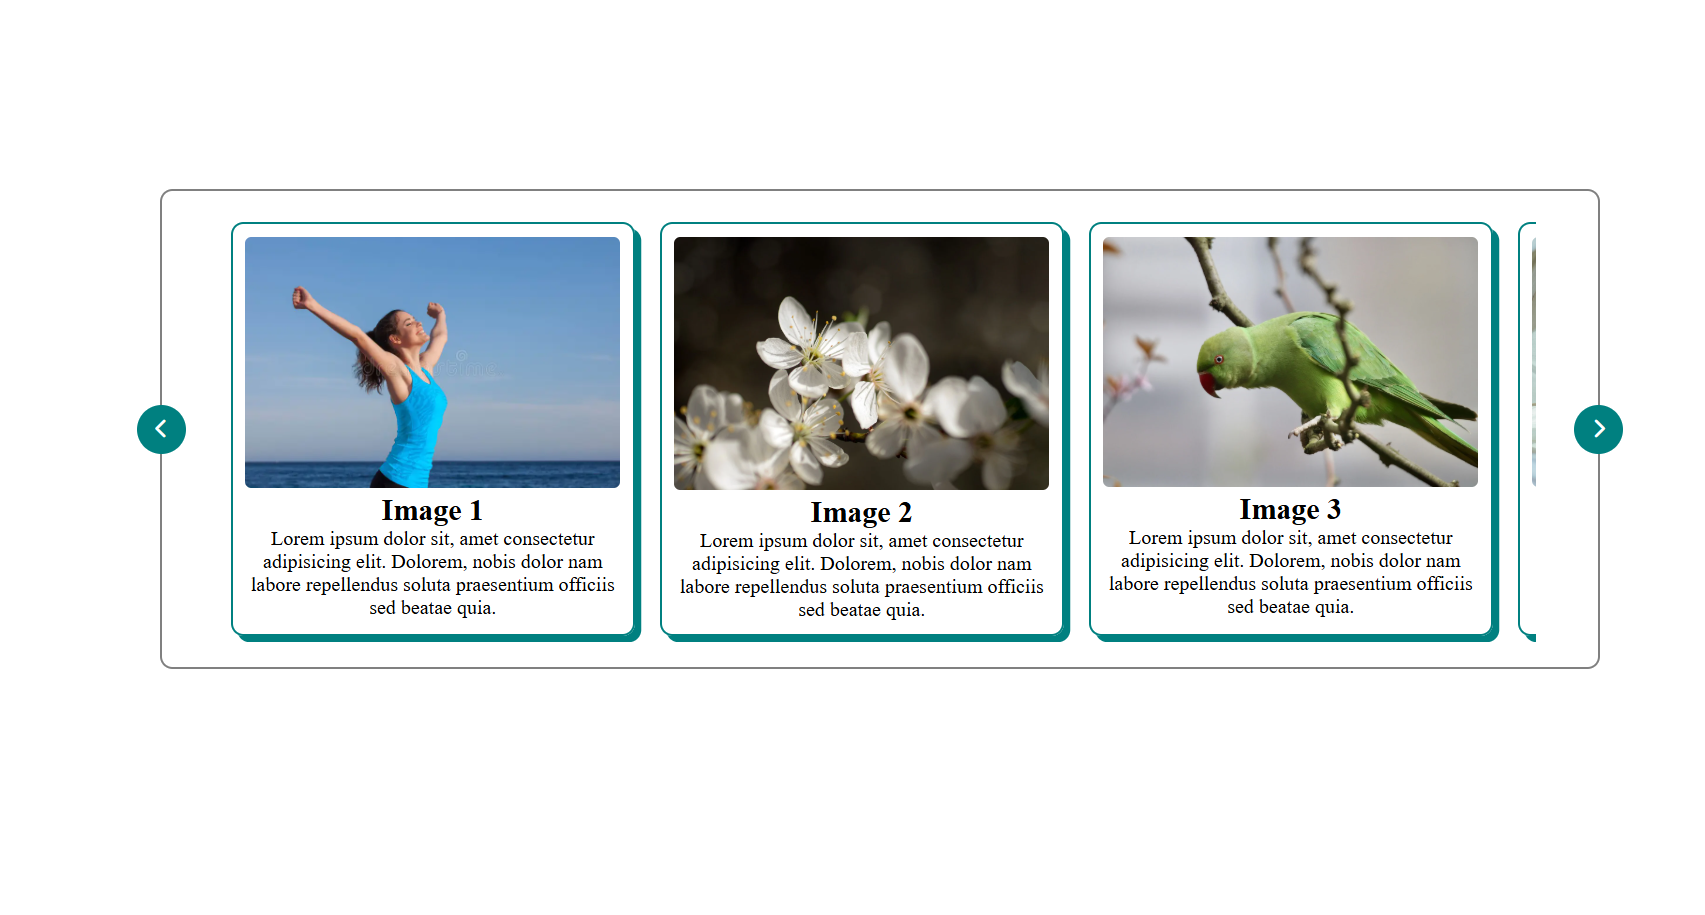 Image 1
Lorem ipsum dolor sit, amet consectetur
adipisicing elit. Dolorem, nobis dolor nam
labore repellendus soluta praesentium officiis
sed beatae quia.
Image 2
Lorem ipsum dolor sit, amet consectetur
adipisicing elit. Dolorem, nobis dolor nam
labore repellendus soluta praesentium officiis
sed beatae quia.
Image 3
Lorem ipsum dolor sit, amet consectetur
adipisicing elit. Dolorem, nobis dolor nam
labore repellendus soluta praesentium officiis
sed beatae quia.